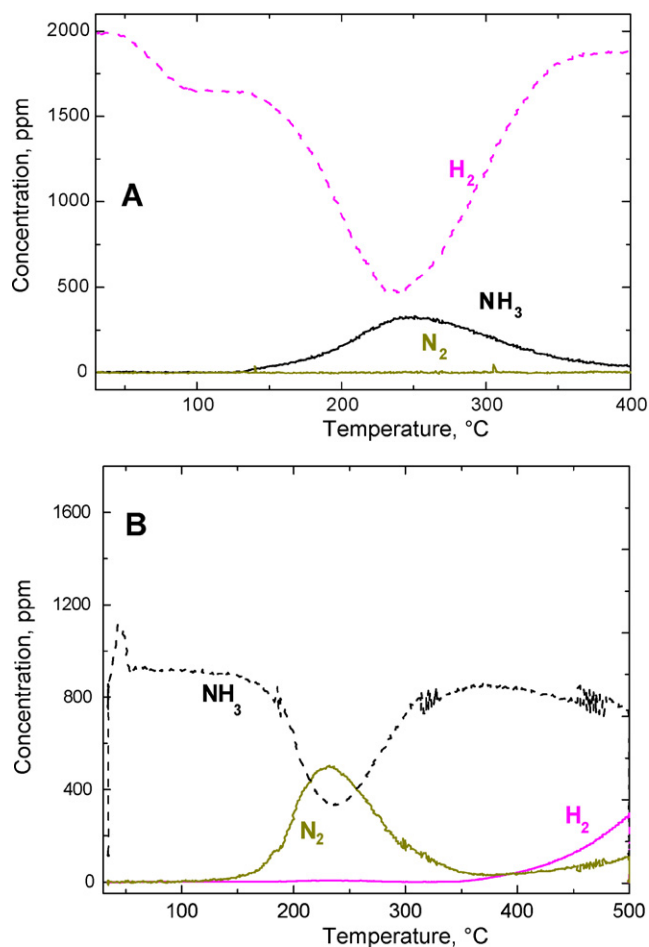 2000
1500
1000
500
0
Concentration, ppm
A
H₂
NH₃
N₂
100 200 300 400
Temperature, °C
1600
1200
800
400
0
Concentration, ppm
B
NH₃
N₂
H₂
100 200 300 400 500
Temperature, °C